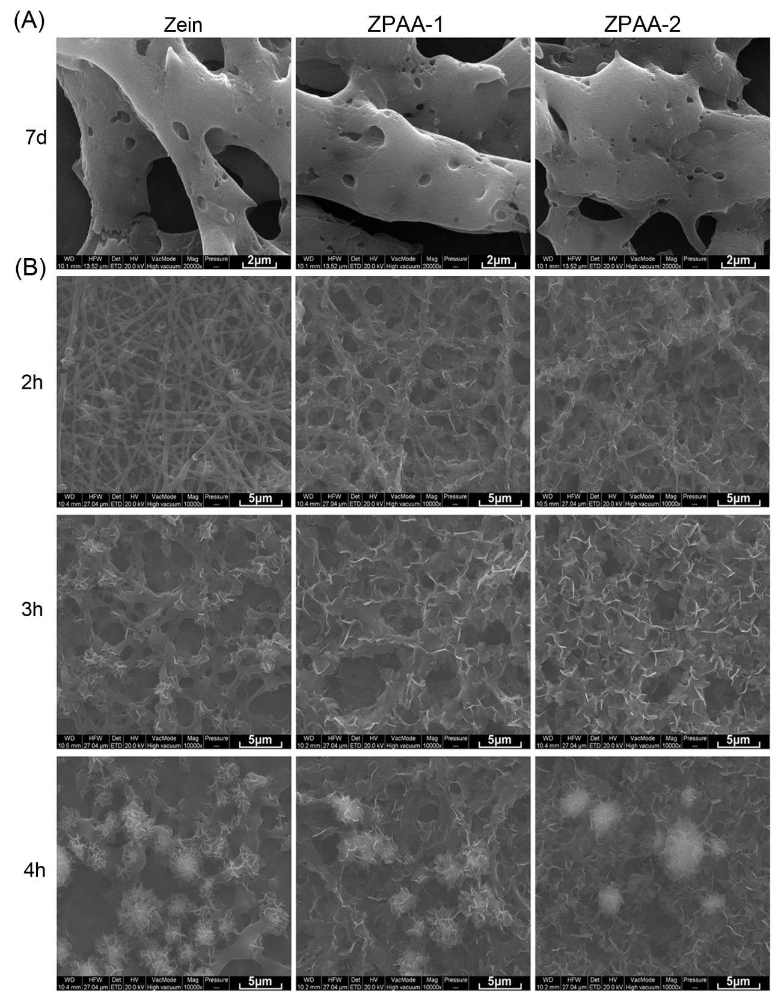 (A)
Zein ZPAA-1 ZPAA-2
7d
WD HFW Det HV VacMode Mag Pressure
10.1 mm 13.52 µm ETD 20.0 kV High vacuum 20000x --- 2µm
WD HFW Det HV VacMode Mag Pressure
10.1 mm 13.52 µm ETD 20.0 kV High vacuum 20000x --- 2µm
WD HFW Det HV VacMode Mag Pressure
10.1 mm 13.52 µm ETD 20.0 kV High vacuum 20000x --- 2µm
(B)
2h
WD HFW Det HV VacMode Mag Pressure
10.4 mm 27.04 µm ETD 20.0 kV High vacuum 10000x --- 5µm
WD HFW Det HV VacMode Mag Pressure
10.4 mm 27.04 µm ETD 20.0 kV High vacuum 10000x --- 5µm
WD HFW Det HV VacMode Mag Pressure
10.5 mm 27.04 µm ETD 20.0 kV High vacuum 10000x --- 5µm
3h
WD HFW Det HV VacMode Mag Pressure
10.5 mm 27.04 µm ETD 20.0 kV High vacuum 10000x --- 5µm
WD HFW Det HV VacMode Mag Pressure
10.2 mm 27.04 µm ETD 20.0 kV High vacuum 10000x --- 5µm
WD HFW Det HV VacMode Mag Pressure
10.4 mm 27.04 µm ETD 20.0 kV High vacuum 10000x --- 5µm
4h
WD HFW Det HV VacMode Mag Pressure
10.4 mm 27.04 µm ETD 20.0 kV High vacuum 10000x --- 5µm
WD HFW Det HV VacMode Mag Pressure
10.2 mm 27.04 µm ETD 20.0 kV High vacuum 10000x --- 5µm
WD HFW Det HV VacMode Mag Pressure
10.2 mm 27.04 µm ETD 20.0 kV High vacuum 10000x --- 5µm